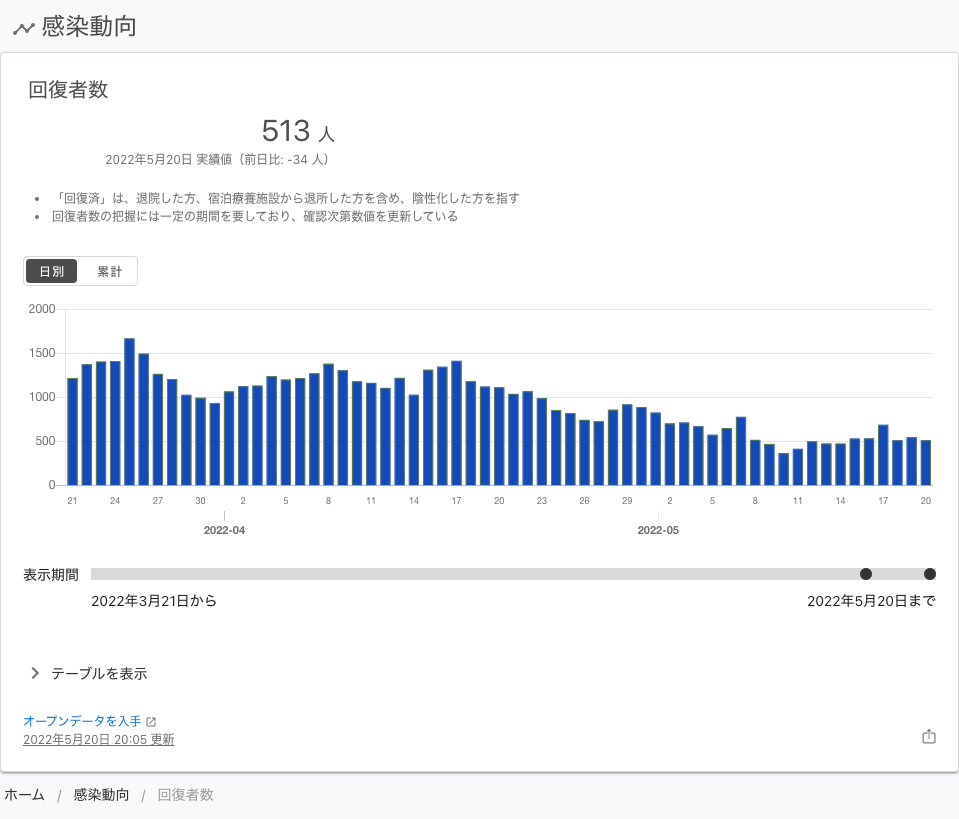 感染動向
回復者数
513 人
2022年5月20日 実績値（前日比: -34 人）
• 「回復済」は、退院した方、宿泊療養施設から退所した方を含め、陰性化した方を指す
• 回復者数の把握には一定の期間を要しており、確認次第数値を更新している
日別 累計
2000
1500
1000
500
0
21 24 27 30 2 5 8 11 14 17 20 23 26 29 2 5 8 11 14 17 20
2022-04 2022-05
表示期間
2022年3月21日から 2022年5月20日まで
テーブルを表示
オープンデータを入手
2022年5月20日 20:05 更新
ホーム / 感染動向 / 回復者数